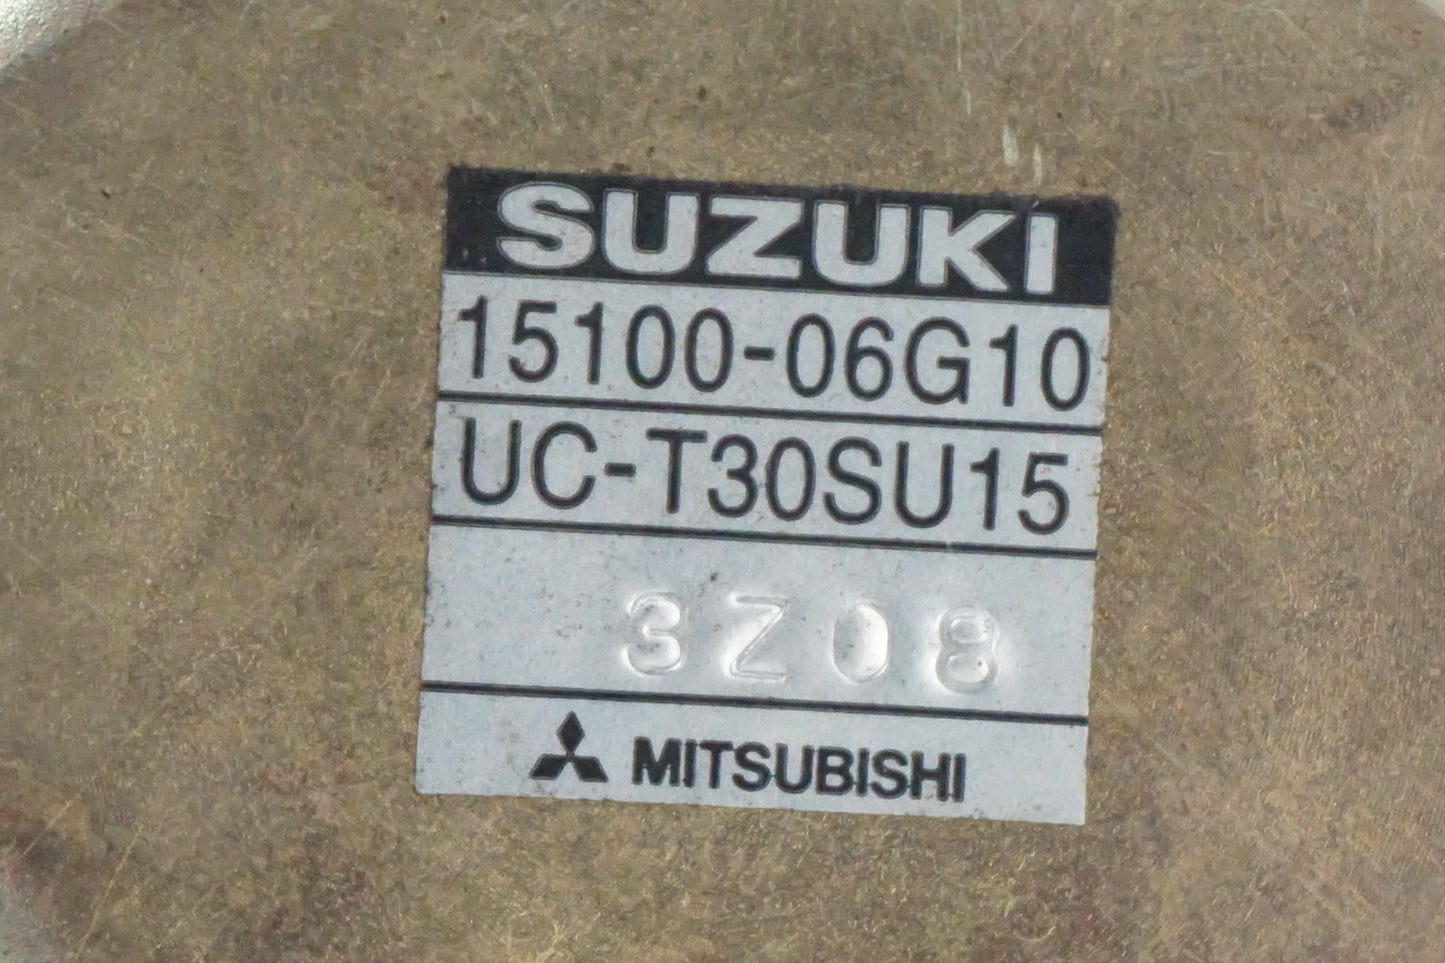 SUZUKI
15100-06G10
UC-T30SU15
3Z08
MITSUBISHI